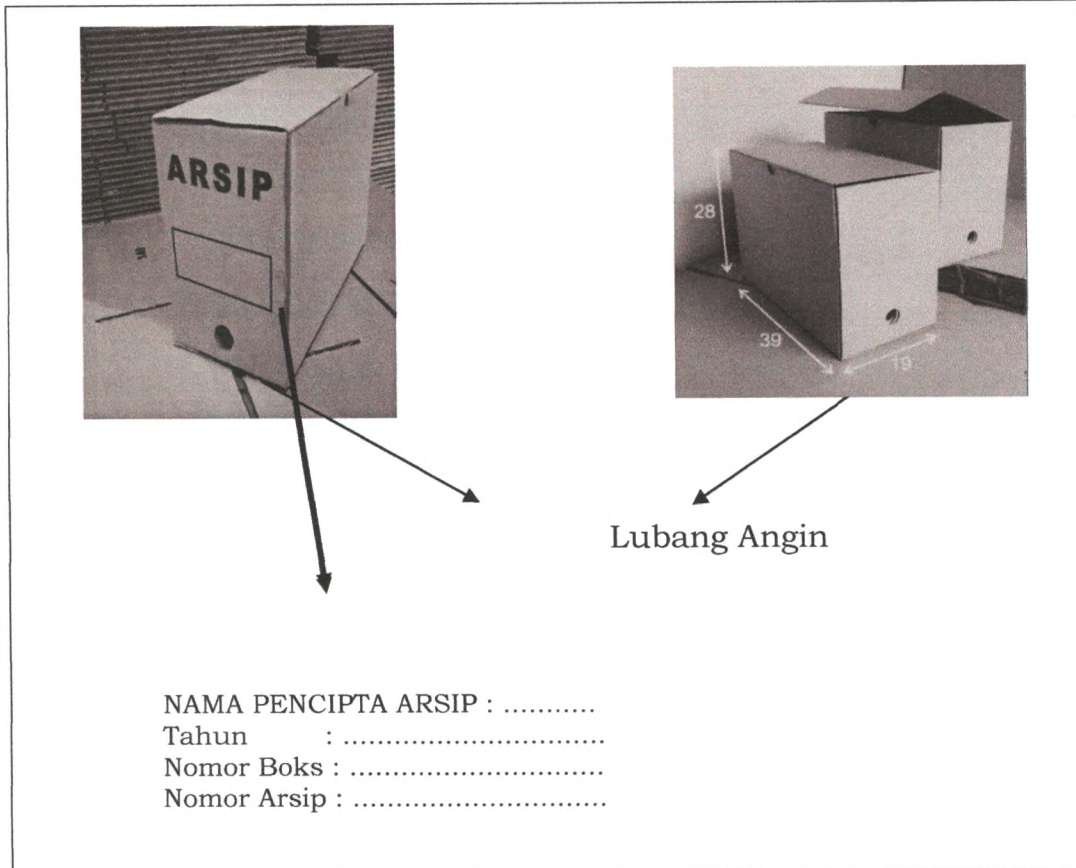 ARSIP
28
39
19
Lubang Angin
NAMA PENCIPTA ARSIP : ...........
Tahun : ...............................
Nomor Boks : ..............................
Nomor Arsip : ..............................